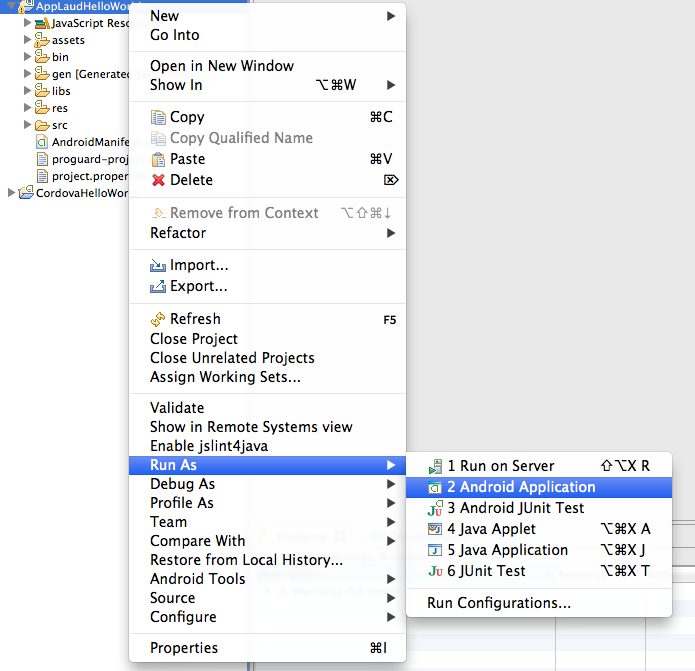 AppLaudHelloWorl
JavaScript Reso
assets
bin
gen [Generated
libs
res
src
AndroidManife
proguard-proj
project.proper
CordovaHelloWor
New
Go Into
Open in New Window
Show In ⌥⌘W
Copy ⌘C
Copy Qualified Name
Paste ⌘V
Delete ⌦
Remove from Context ⌥⇧⌘↓
Refactor
Import...
Export...
Refresh F5
Close Project
Close Unrelated Projects
Assign Working Sets...
Validate
Show in Remote Systems view
Enable jslint4java
Run As
Debug As
Profile As
Team
Compare With
Restore from Local History...
Android Tools
Source
Configure
Properties ⌘I
1 Run on Server ⇧⌥X R
2 Android Application
3 Android JUnit Test
4 Java Applet ⌥⌘X A
5 Java Application ⌥⌘X J
6 JUnit Test ⌥⌘X T
Run Configurations...